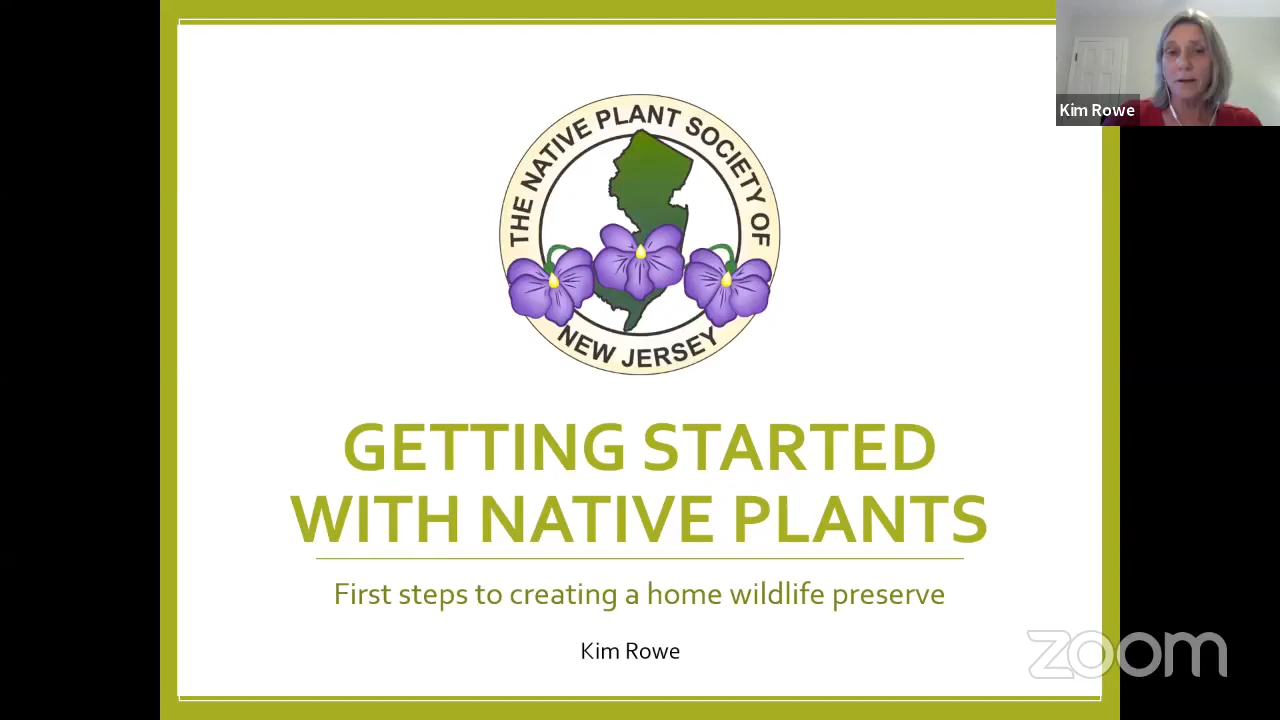 Kim Rowe
THE NATIVE PLANT SOCIETY OF
NEW JERSEY
GETTING STARTED
WITH NATIVE PLANTS
First steps to creating a home wildlife preserve
Kim Rowe
zoom